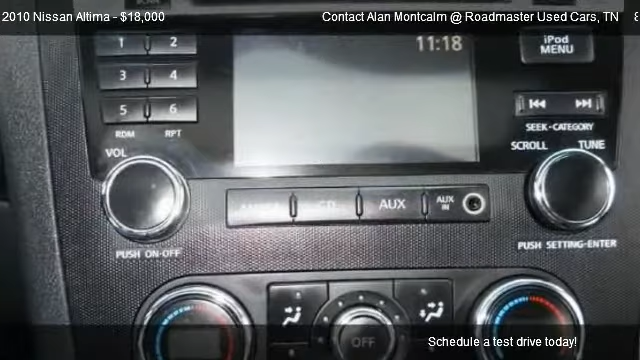 2010 Nissan Altima - $18,000
Contact Alan Montcalm @ Roadmaster Used Cars, TN
1 2
11:18
iPod MENU
3 4
5 6
SEEK-CATEGORY
RDM RPT
SCROLL TUNE
VOL
CD AUX AUX IN
PUSH ON·OFF
PUSH SETTING·ENTER
OFF
Schedule a test drive today!